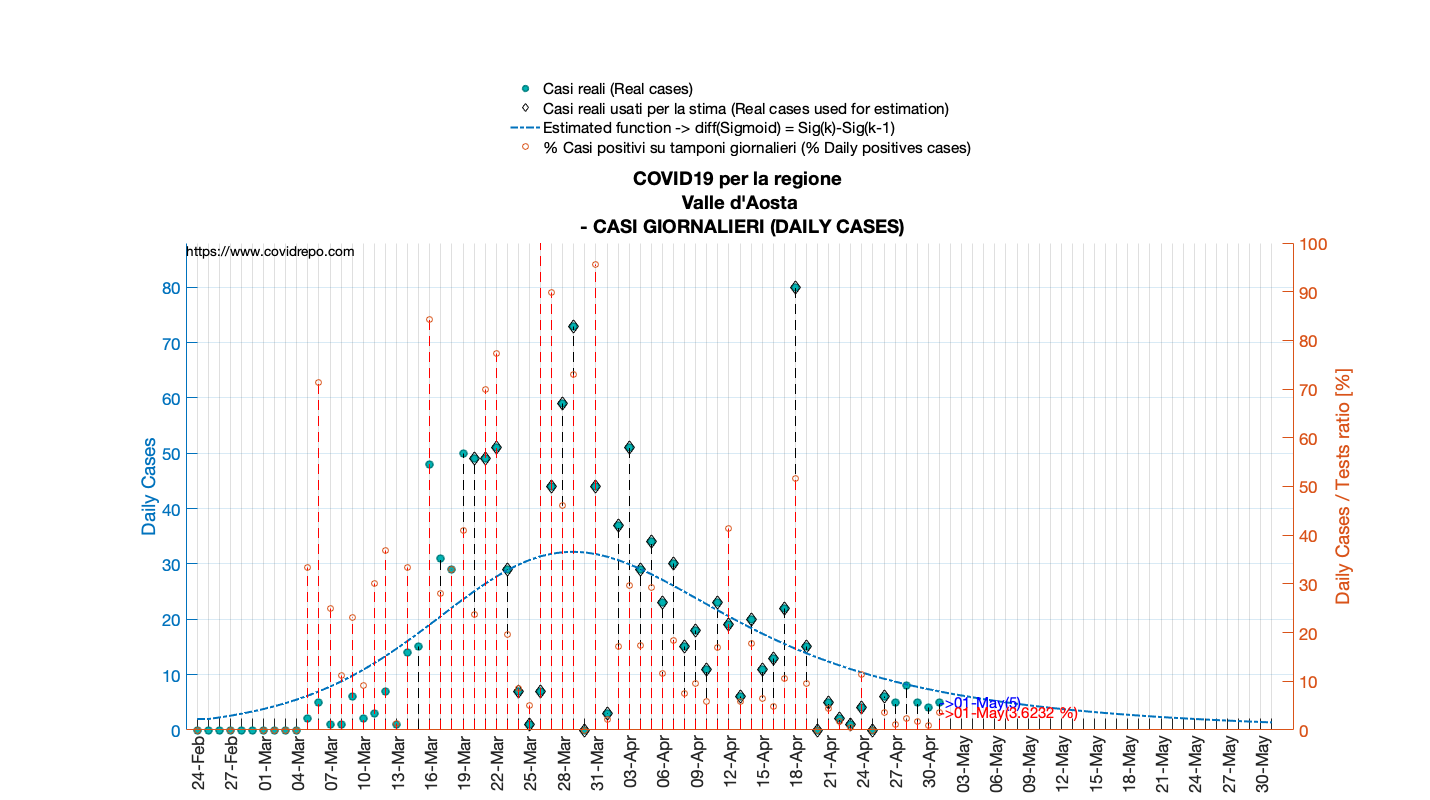 Casi reali (Real cases)
Casi reali usati per la stima (Real cases used for estimation)
Estimated function -> diff(Sigmoid) = Sig(k)-Sig(k-1)
% Casi positivi su tamponi giornalieri (% Daily positives cases)
COVID19 per la regione
Valle d'Aosta
- CASI GIORNALIERI (DAILY CASES)
https://www.covidrepo.com
Daily Cases
80
70
60
50
40
30
20
10
0
100
90
80
70
60
50
40
30
20
10
0
Daily Cases / Tests ratio [%]
->01-May(5)
->01-May(3.6232 %)
24-Feb
27-Feb
01-Mar
04-Mar
07-Mar
10-Mar
13-Mar
16-Mar
19-Mar
22-Mar
25-Mar
28-Mar
31-Mar
03-Apr
06-Apr
09-Apr
12-Apr
15-Apr
18-Apr
21-Apr
24-Apr
27-Apr
30-Apr
03-May
06-May
09-May
12-May
15-May
18-May
21-May
24-May
27-May
30-May